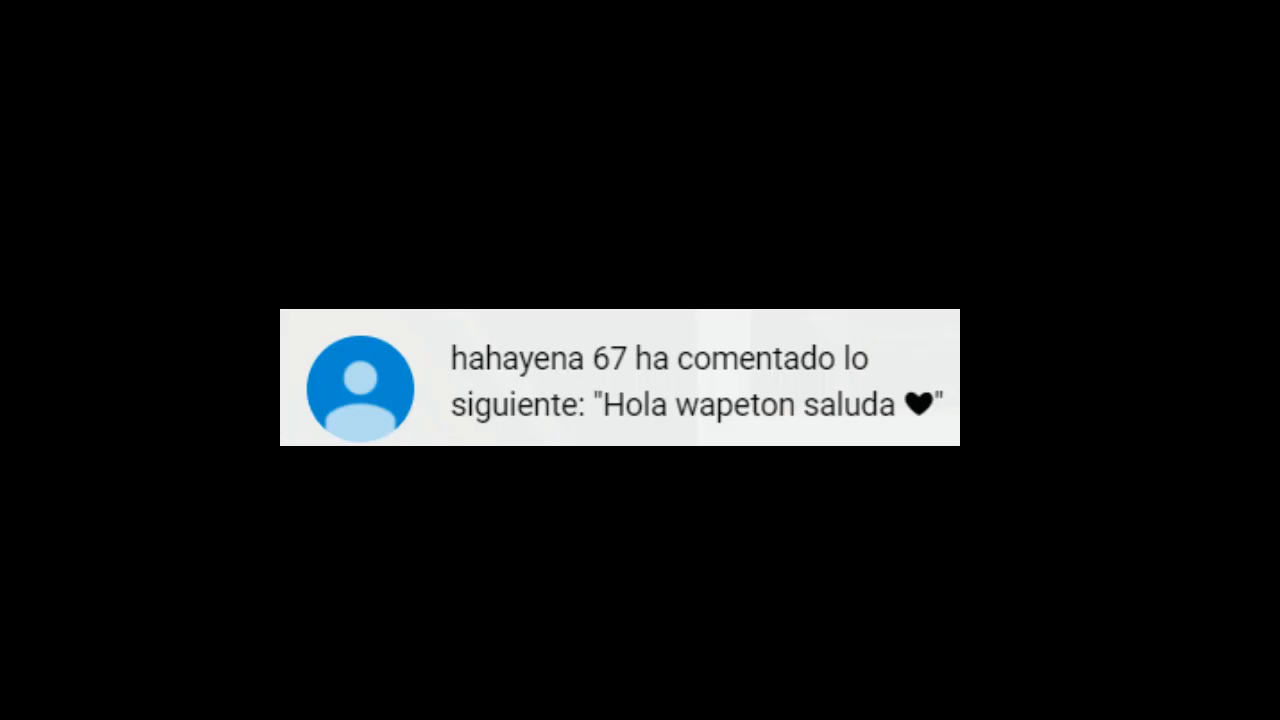 hahayena 67 ha comentado lo
siguiente: "Hola wapeton saluda 🖤"